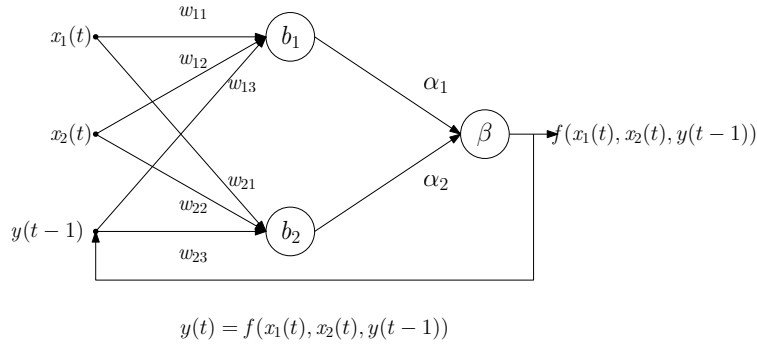 w₁₁
x₁(t)
b₁
w₁₂
w₁₃
α₁
x₂(t)
β
f(x₁(t), x₂(t), y(t − 1))
w₂₁
α₂
w₂₂
y(t − 1)
b₂
w₂₃
y(t) = f(x₁(t), x₂(t), y(t − 1))